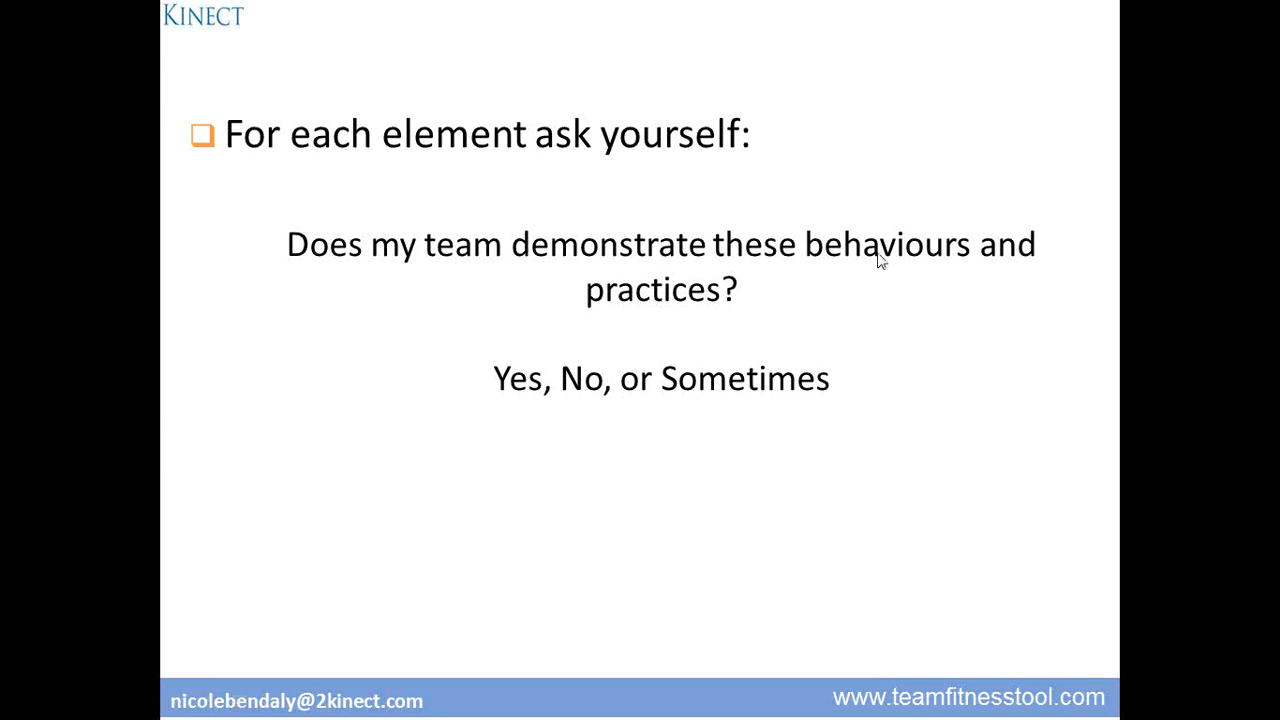 KINECT
For each element ask yourself:
Does my team demonstrate these behaviours and
practices?
Yes, No, or Sometimes
nicolebendaly@2kinect.com
www.teamfitnesstool.com